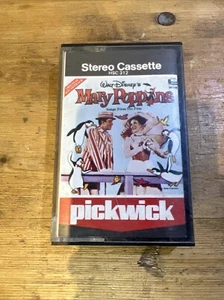 Stereo Cassette
HSC 312
WALT DISNEY'S
Mary Poppins
Songs From The Film
pickwick